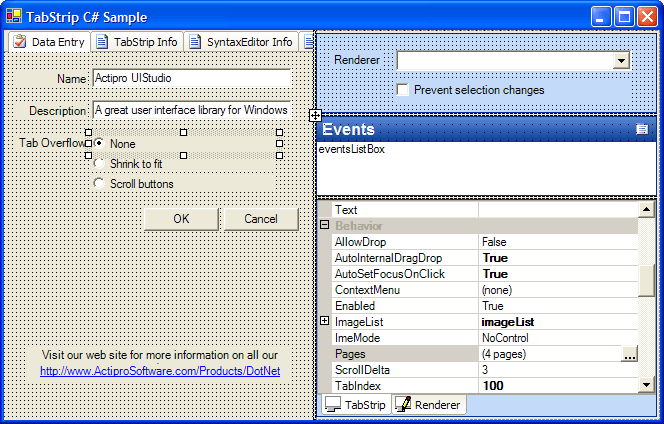 TabStrip C# Sample
Data Entry TabStrip Info SyntaxEditor Info
Name Actipro UIStudio
Description A great user interface library for Windows
Tab Overflow None
Shrink to fit
Scroll buttons
OK Cancel
Visit our web site for more information on all our
http://www.ActiproSoftware.com/Products/DotNet
Renderer
Prevent selection changes
Events
eventsListBox
Text
Behavior
AllowDrop False
AutoInternalDragDrop True
AutoSetFocusOnClick True
ContextMenu (none)
Enabled True
ImageList imageList
ImeMode NoControl
Pages (4 pages) ...
ScrollDelta 3
TabIndex 100
TabStrip Renderer